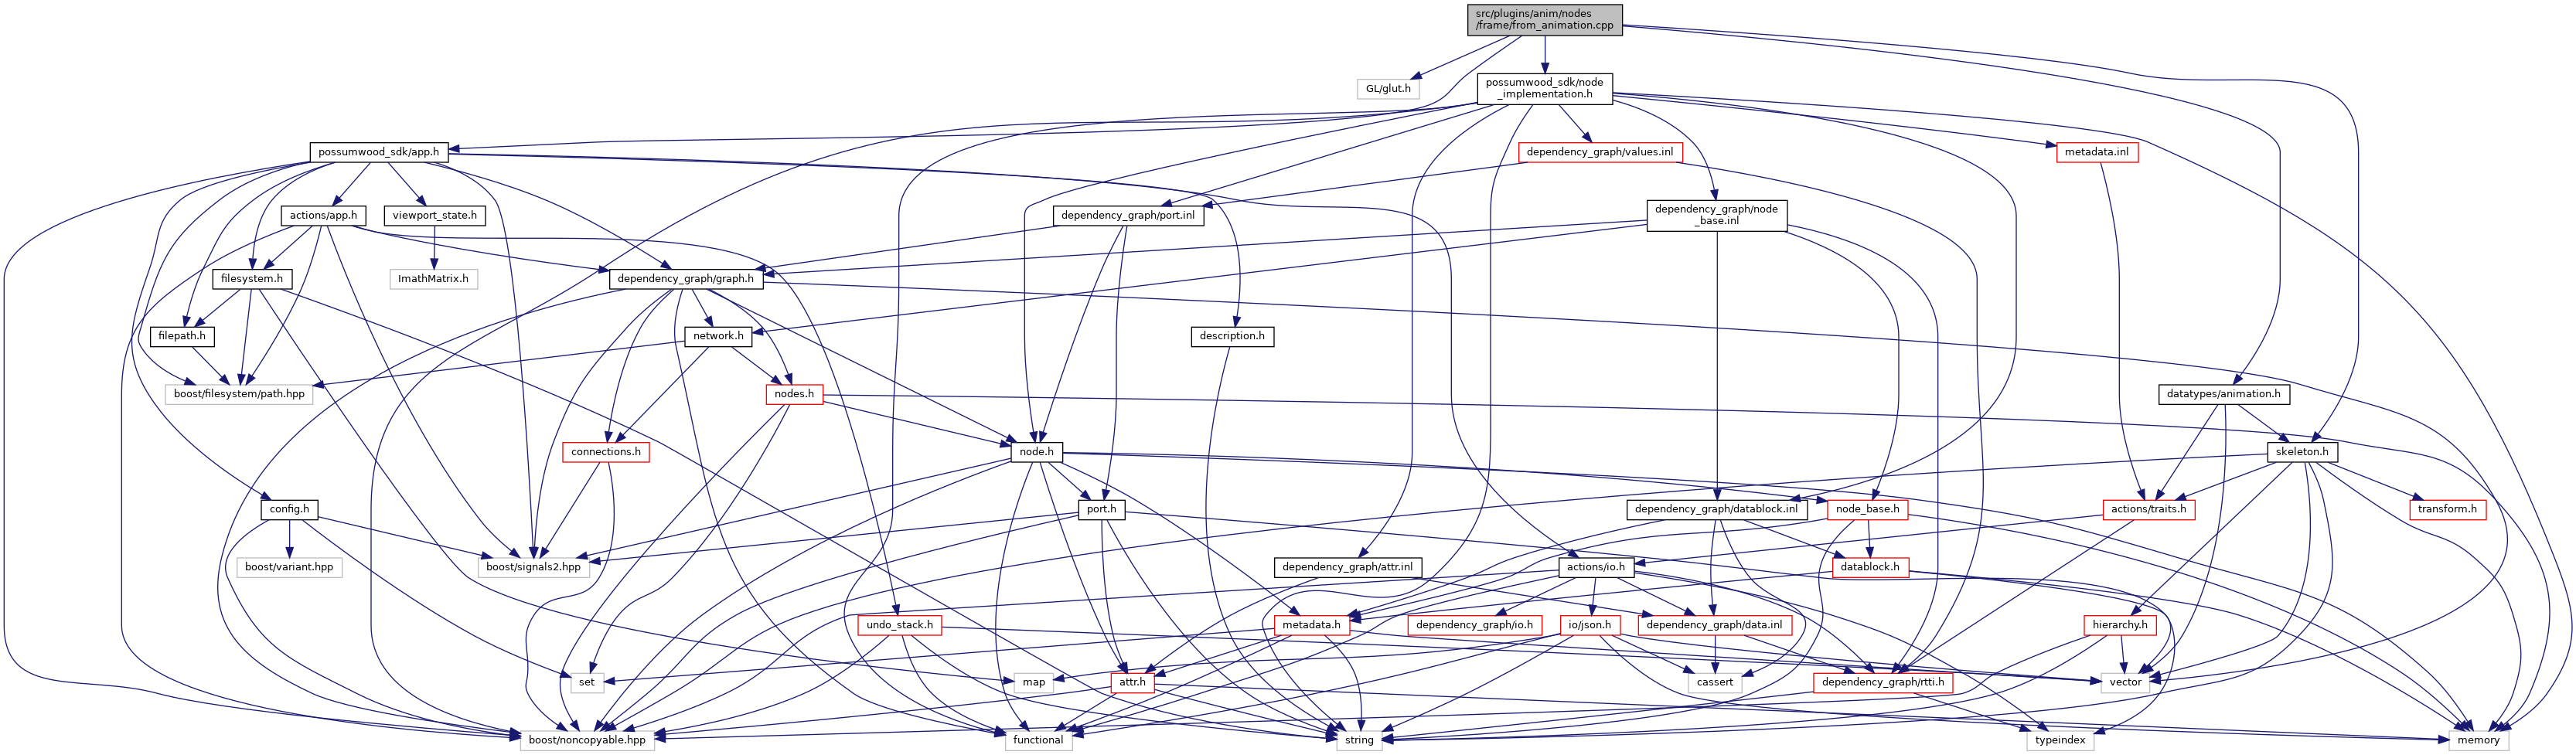 src/plugins/anim/nodes
/frame/from_animation.cpp
GL/glut.h
possumwood_sdk/node
_implementation.h
possumwood_sdk/app.h
dependency_graph/values.inl
metadata.inl
actions/app.h
viewport_state.h
dependency_graph/port.inl
dependency_graph/node
_base.inl
filesystem.h
ImathMatrix.h
dependency_graph/graph.h
filepath.h
network.h
description.h
boost/filesystem/path.hpp
nodes.h
datatypes/animation.h
connections.h
node.h
skeleton.h
config.h
port.h
dependency_graph/datablock.inl
node_base.h
actions/traits.h
transform.h
boost/variant.hpp
boost/signals2.hpp
dependency_graph/attr.inl
actions/io.h
datablock.h
undo_stack.h
metadata.h
dependency_graph/io.h
io/json.h
dependency_graph/data.inl
hierarchy.h
set
map
attr.h
cassert
dependency_graph/rtti.h
vector
boost/noncopyable.hpp
functional
string
typeindex
memory